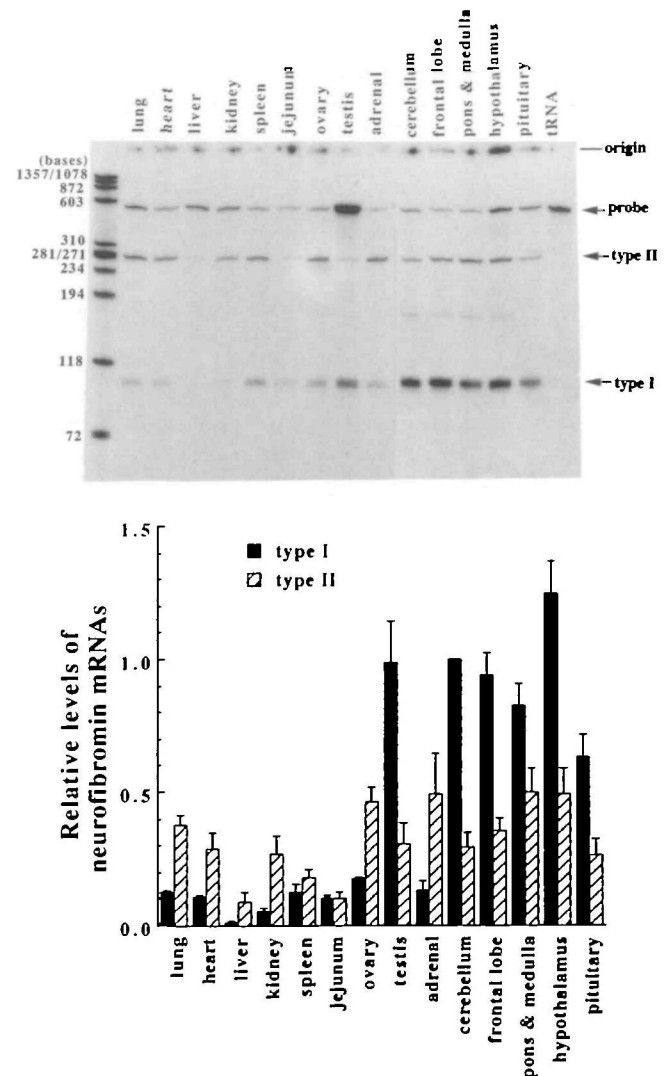 lung
heart
liver
kidney
spleen
jejunum
ovary
testis
adrenal
cerebellum
frontal lobe
pons & medulla
hypothalamus
pituitary
tRNA
(bases)
1357/1078
872
603
310
281/271
234
194
118
72
origin
probe
type II
type I
1.5
1.0
0.5
0.0
Relative levels of
neurofibromin mRNAs
type I
type II
lung
heart
liver
kidney
spleen
jejunum
ovary
testis
adrenal
cerebellum
frontal lobe
pons & medulla
hypothalamus
pituitary